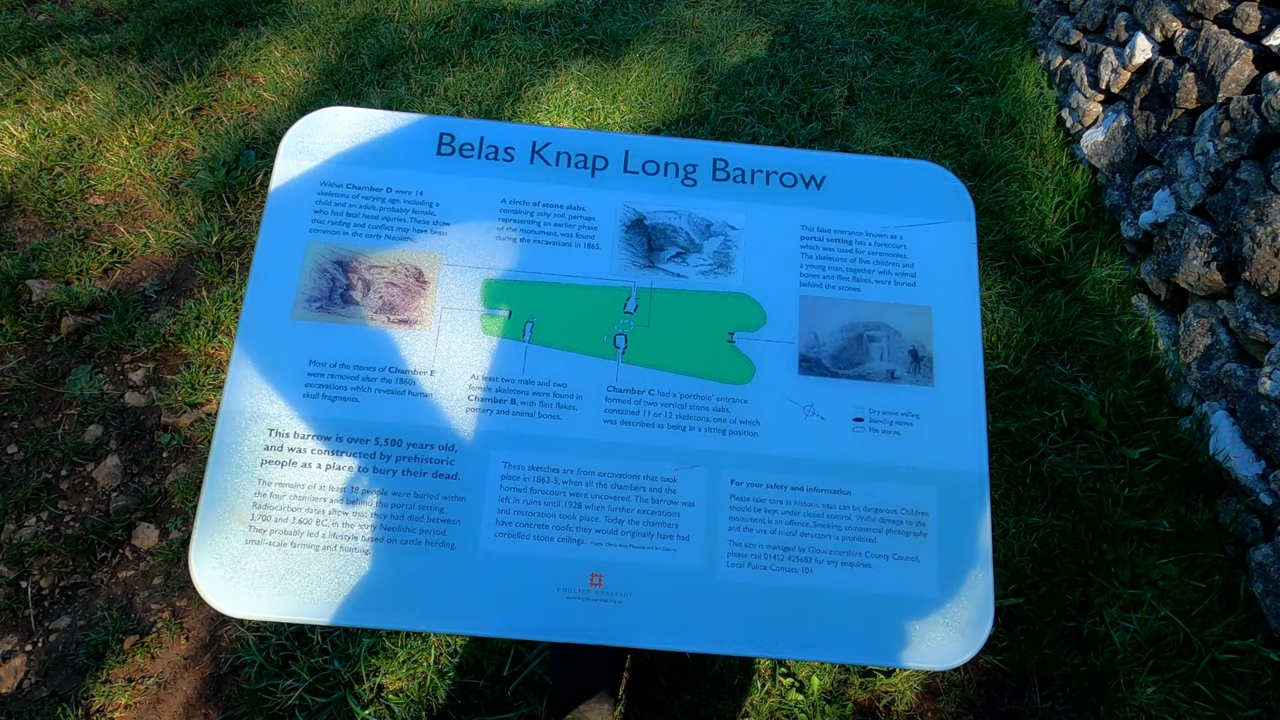 Belas Knap Long Barrow
Within Chamber D were 14
skeletons of varying age, including a
child and an adult, probably female,
who had fatal head injuries. These show
that raiding and conflict may have been
common in the early Neolithic.
A circle of stone slabs,
containing ashy soil, perhaps
representing an earlier phase
of the monument, was found
during the excavations in 1865.
This false entrance known as a
portal setting has a forecourt
which was used for ceremonies.
The skeletons of five children and
a young man, together with animal
bones and flint flakes, were buried
behind the stones.
Most of the stones of Chamber E
were removed after the 1860s
excavations which revealed human
skull fragments.
At least two male and two
female skeletons were found in
Chamber B, with flint flakes,
pottery and animal bones.
Chamber C had a 'porthole' entrance
formed of two vertical stone slabs,
contained 11 or 12 skeletons, one of which
was described as being in a sitting position.
Dry stone walling
Standing stones
Flat stones
This barrow is over 5,500 years old,
and was constructed by prehistoric
people as a place to bury their dead.
The remains of at least 38 people were buried within
the four chambers and behind the portal setting.
Radiocarbon dates show that they had died between
3,700 and 3,600 BC, in the early Neolithic period.
They probably led a lifestyle based on cattle herding,
small-scale farming and hunting.
These sketches are from excavations that took
place in 1863-5, when all the chambers and the
horned forecourt were uncovered. The barrow was
left in ruins until 1928 when further excavations
and restoration took place. Today the chambers
have concrete roofs; they would originally have had
corbelled stone ceilings.
For your safety and information
Please take care as historic sites can be dangerous. Children
should be kept under close control. Wilful damage to the
monument is an offence. Smoking, commercial photography
and the use of metal detectors is prohibited.
This site is managed by Gloucestershire County Council,
please call 01452 425683 for any enquiries.
Local Police Contact: 101
ENGLISH HERITAGE